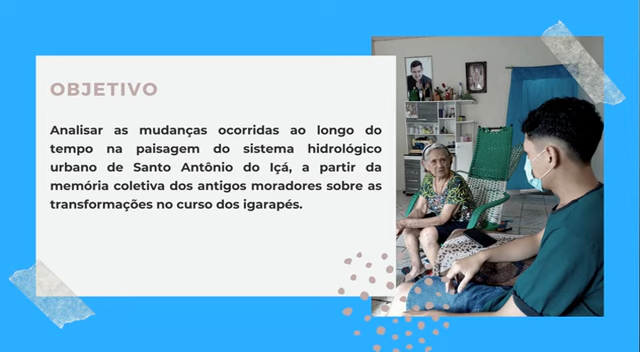 OBJETIVO
Analisar as mudanças ocorridas ao longo do
tempo na paisagem do sistema hidrológico
urbano de Santo Antônio do Içá, a partir da
memória coletiva dos antigos moradores sobre as
transformações no curso dos igarapés.